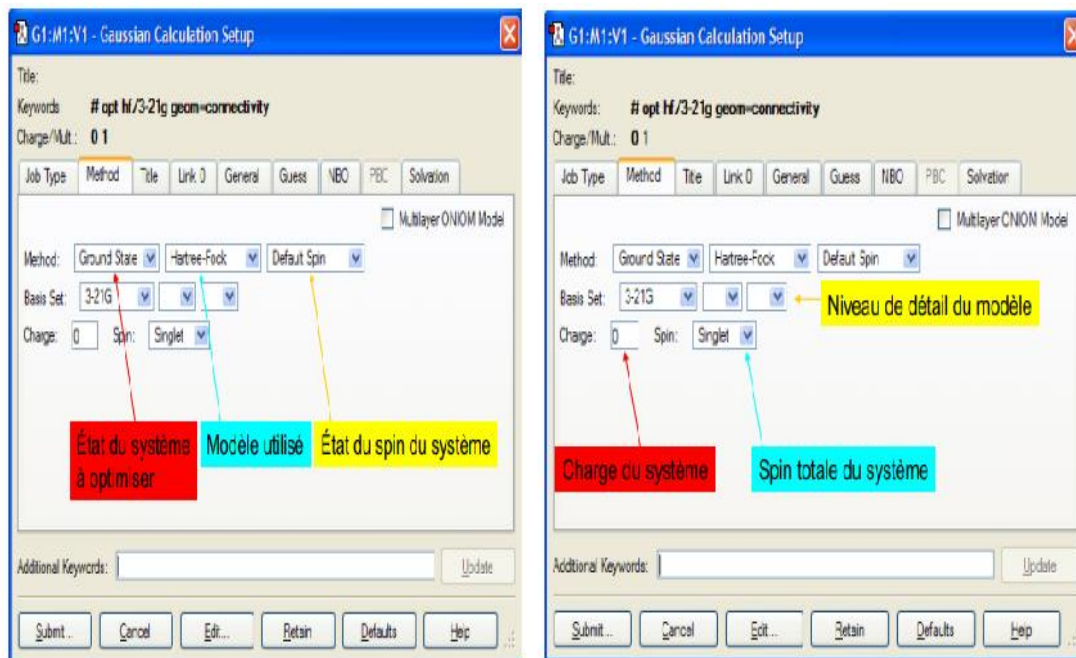 G1:M1:V1 - Gaussian Calculation Setup
Title:
Keywords # opt hf/3-21g geom=connectivity
Charge/Mult.: 0 1
Job Type Method Title Link 0 General Guess NBO PBC Solvation
Multilayer ONIOM Model
Method: Ground State Hartree-Fock Default Spin
Basis Set: 3-21G
Charge: 0 Spin: Singlet
État du système
à optimiser
Modèle utilisé
État du spin du système
Additional Keywords: Update
Submit... Cancel Edit... Retain Defaults Help
G1:M1:V1 - Gaussian Calculation Setup
Title:
Keywords: # opt hf/3-21g geom=connectivity
Charge/Mult.: 0 1
Job Type Method Title Link 0 General Guess NBO PBC Solvation
Multilayer ONIOM Model
Method: Ground State Hartree-Fock Default Spin
Basis Set: 3-21G
Niveau de détail du modèle
Charge: 0 Spin: Singlet
Charge du système
Spin totale du système
Additional Keywords: Update
Submit... Cancel Edit... Retain Defaults Help